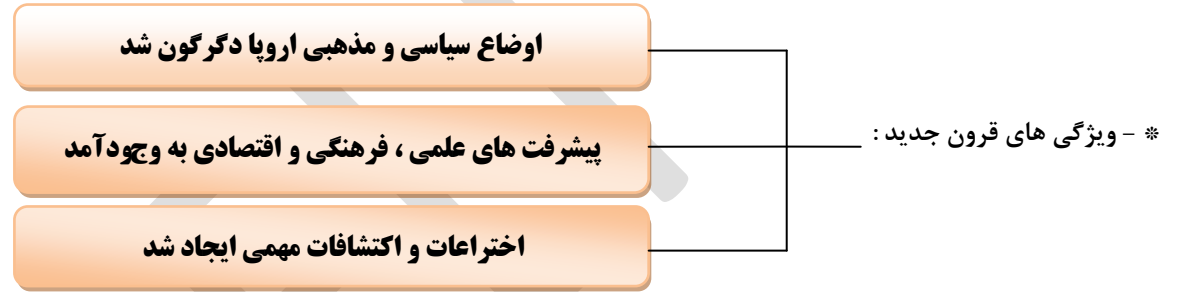 * - ویژگی های قرون جدید :
اوضاع سیاسی و مذهبی اروپا دگرگون شد
پیشرفت های علمی ، فرهنگی و اقتصادی به وجودآمد
اختراعات و اکتشافات مهمی ایجاد شد